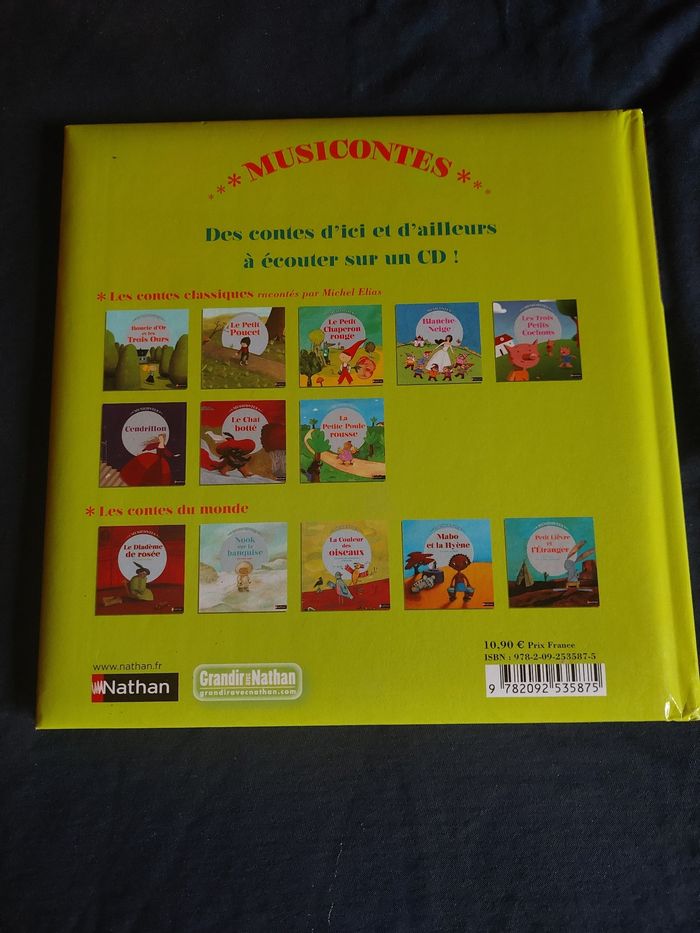 MUSICONTES
Des contes d'ici et d'ailleurs
à écouter sur un CD !
* Les contes classiques racontés par Michel Elias
Boucle d'Or
et les
Trois Ours
Le Petit
Poucet
Le Petit
Chaperon
rouge
Blanche
Neige
Les Trois
Petits
Cochons
Cendrillon
Le Chat
botté
La
Petite Poule
rousse
* Les contes du monde
Le Diadème
de rosée
Nook
sur la
banquise
La Couleur
des
oiseaux
Mabo
et la Hyène
Petit Lièvre
et
l'Étranger
10,90 € Prix France
ISBN : 978-2-09-253587-5
9 782092 535875
www.nathan.fr
Nathan
Grandir avec Nathan
grandiravecnathan.com